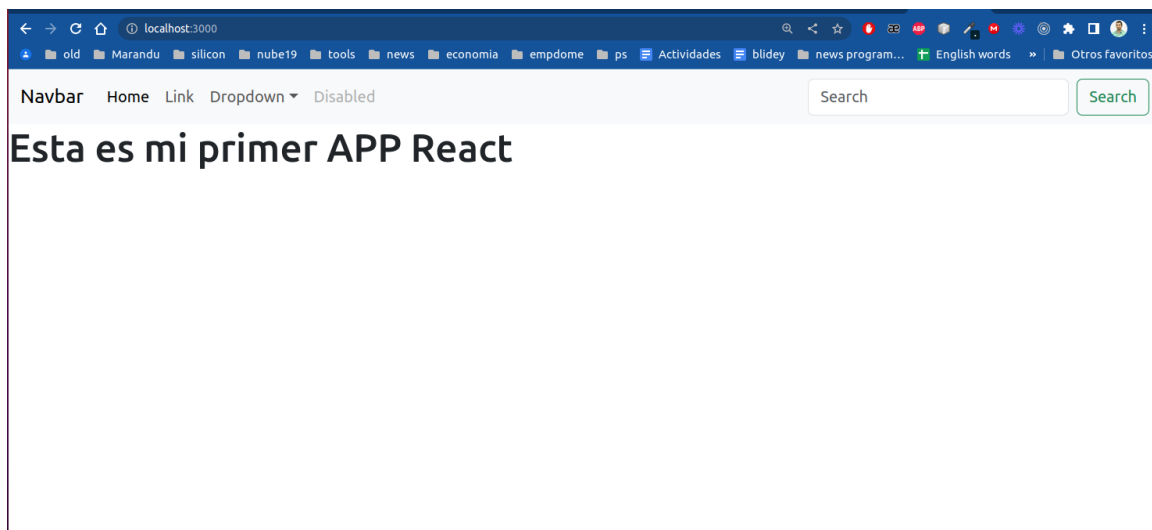 localhost:3000
old Marandu silicon nube19 tools news economia empdome ps Actividades blidey news program... English words » Otros favoritos
Navbar Home Link Dropdown Disabled Search Search
Esta es mi primer APP React